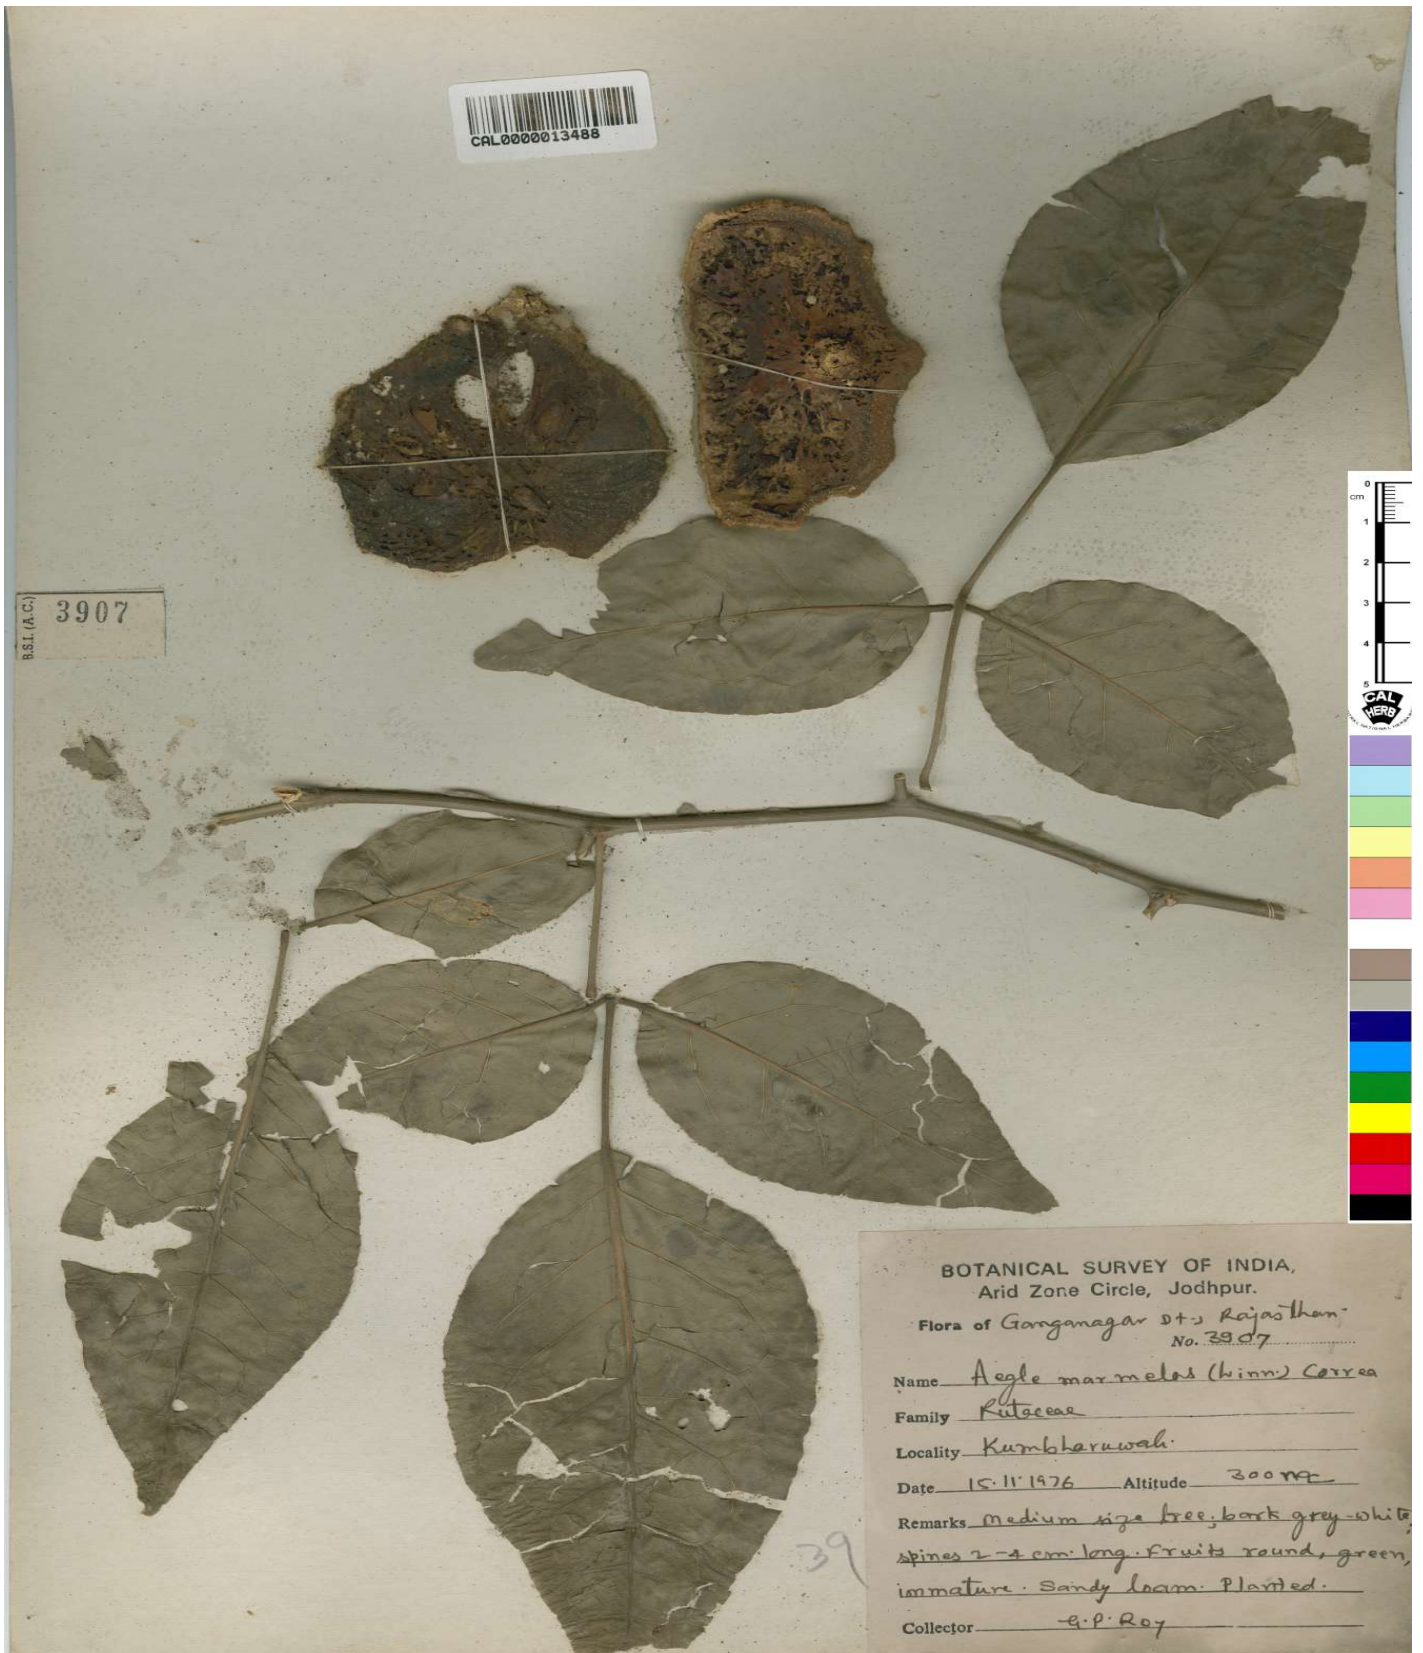 CAL0000013488
0
cm
1
2
3
4
5
CAL
HERB
B.S.I. (A.C.) 3907
BOTANICAL SURVEY OF INDIA,
Arid Zone Circle, Jodhpur.
Flora of Ganganagar Dt., Rajasthan.
No. 3907
Name Aegle marmelos (Linn.) Correa
Family Rutaceae
Locality Kumbharuwali.
Date 15.11.1976 Altitude 300 m
Remarks Medium size tree; bark grey-white;
spines 2-4 cm. long. Fruits round, green,
immature. Sandy loam. Planted.
Collector G.P. Roy
39